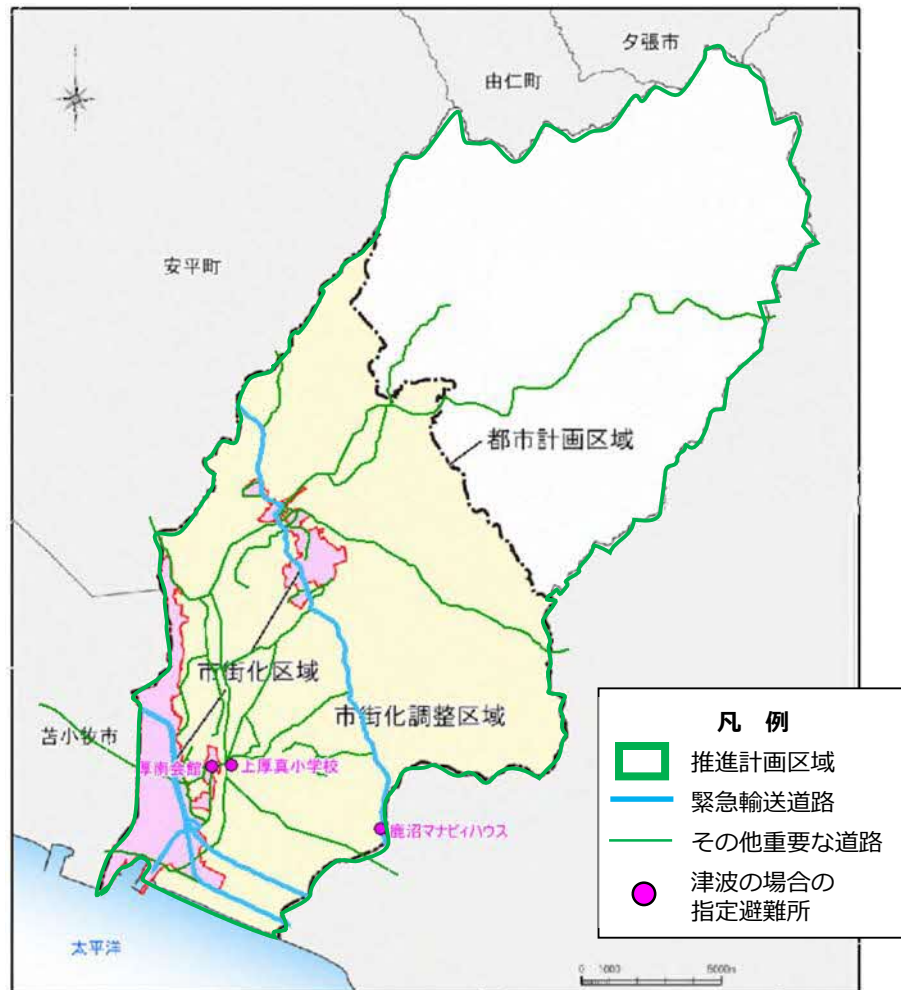 夕張市
由仁町
安平町
都市計画区域
市街化区域
市街化調整区域
苫小牧市
厚南会館
上厚真小学校
鹿沼マナビィハウス
太平洋
凡 例
推進計画区域
緊急輸送道路
その他重要な道路
津波の場合の
指定避難所
0 1000 5000m